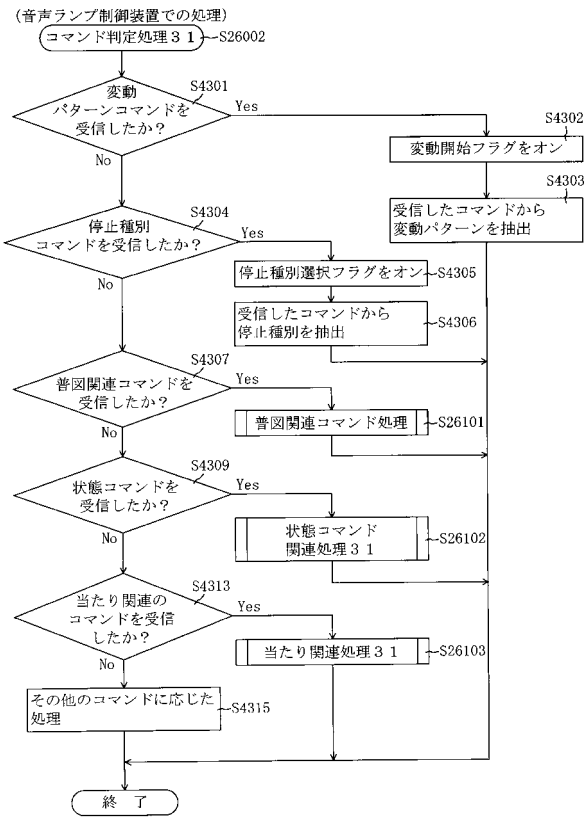 (音声ランプ制御装置での処理)
コマンド判定処理31
S26002
S4301
変動
パターンコマンドを
受信したか?
Yes
No
S4302
変動開始フラグをオン
S4303
受信したコマンドから
変動パターンを抽出
S4304
停止種別
コマンドを受信したか?
Yes
No
停止種別選択フラグをオン
S4305
受信したコマンドから
停止種別を抽出
S4306
S4307
普図関連コマンドを
受信したか?
Yes
No
普図関連コマンド処理
S26101
S4309
状態コマンドを
受信したか?
Yes
No
状態コマンド
関連処理31
S26102
S4313
当たり関連の
コマンドを受信
したか?
Yes
No
当たり関連処理31
S26103
その他のコマンドに応じた
処理
S4315
終 了